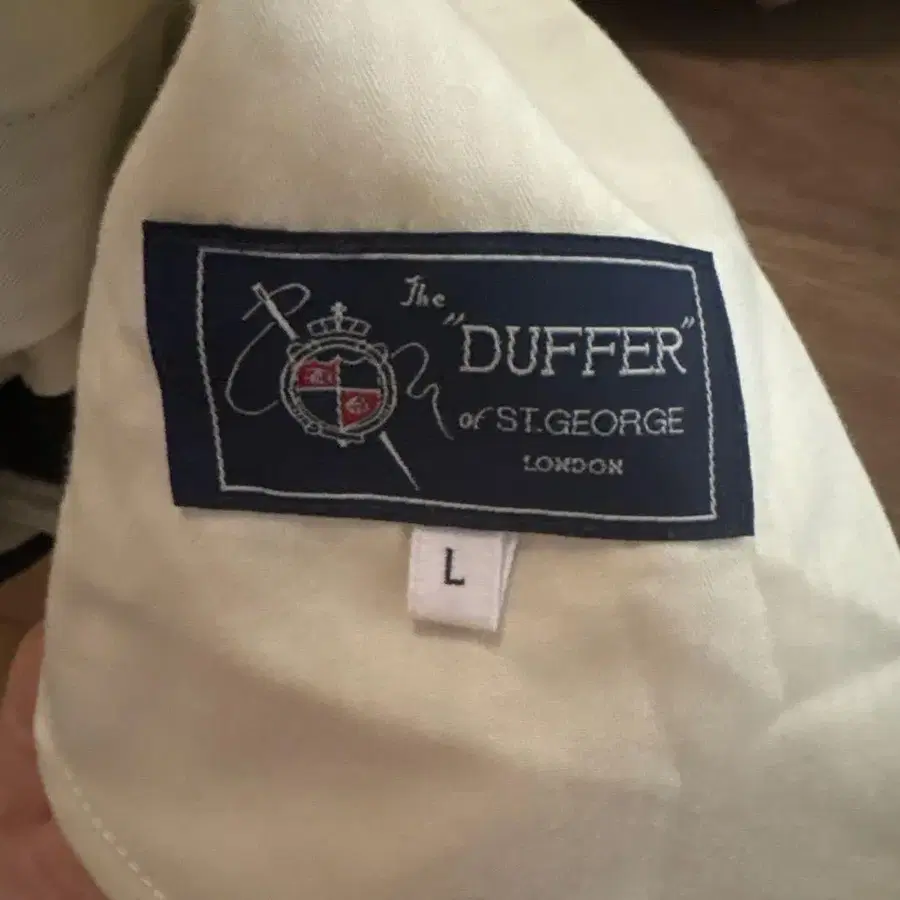 The
"DUFFER"
of ST.GEORGE
LONDON
L